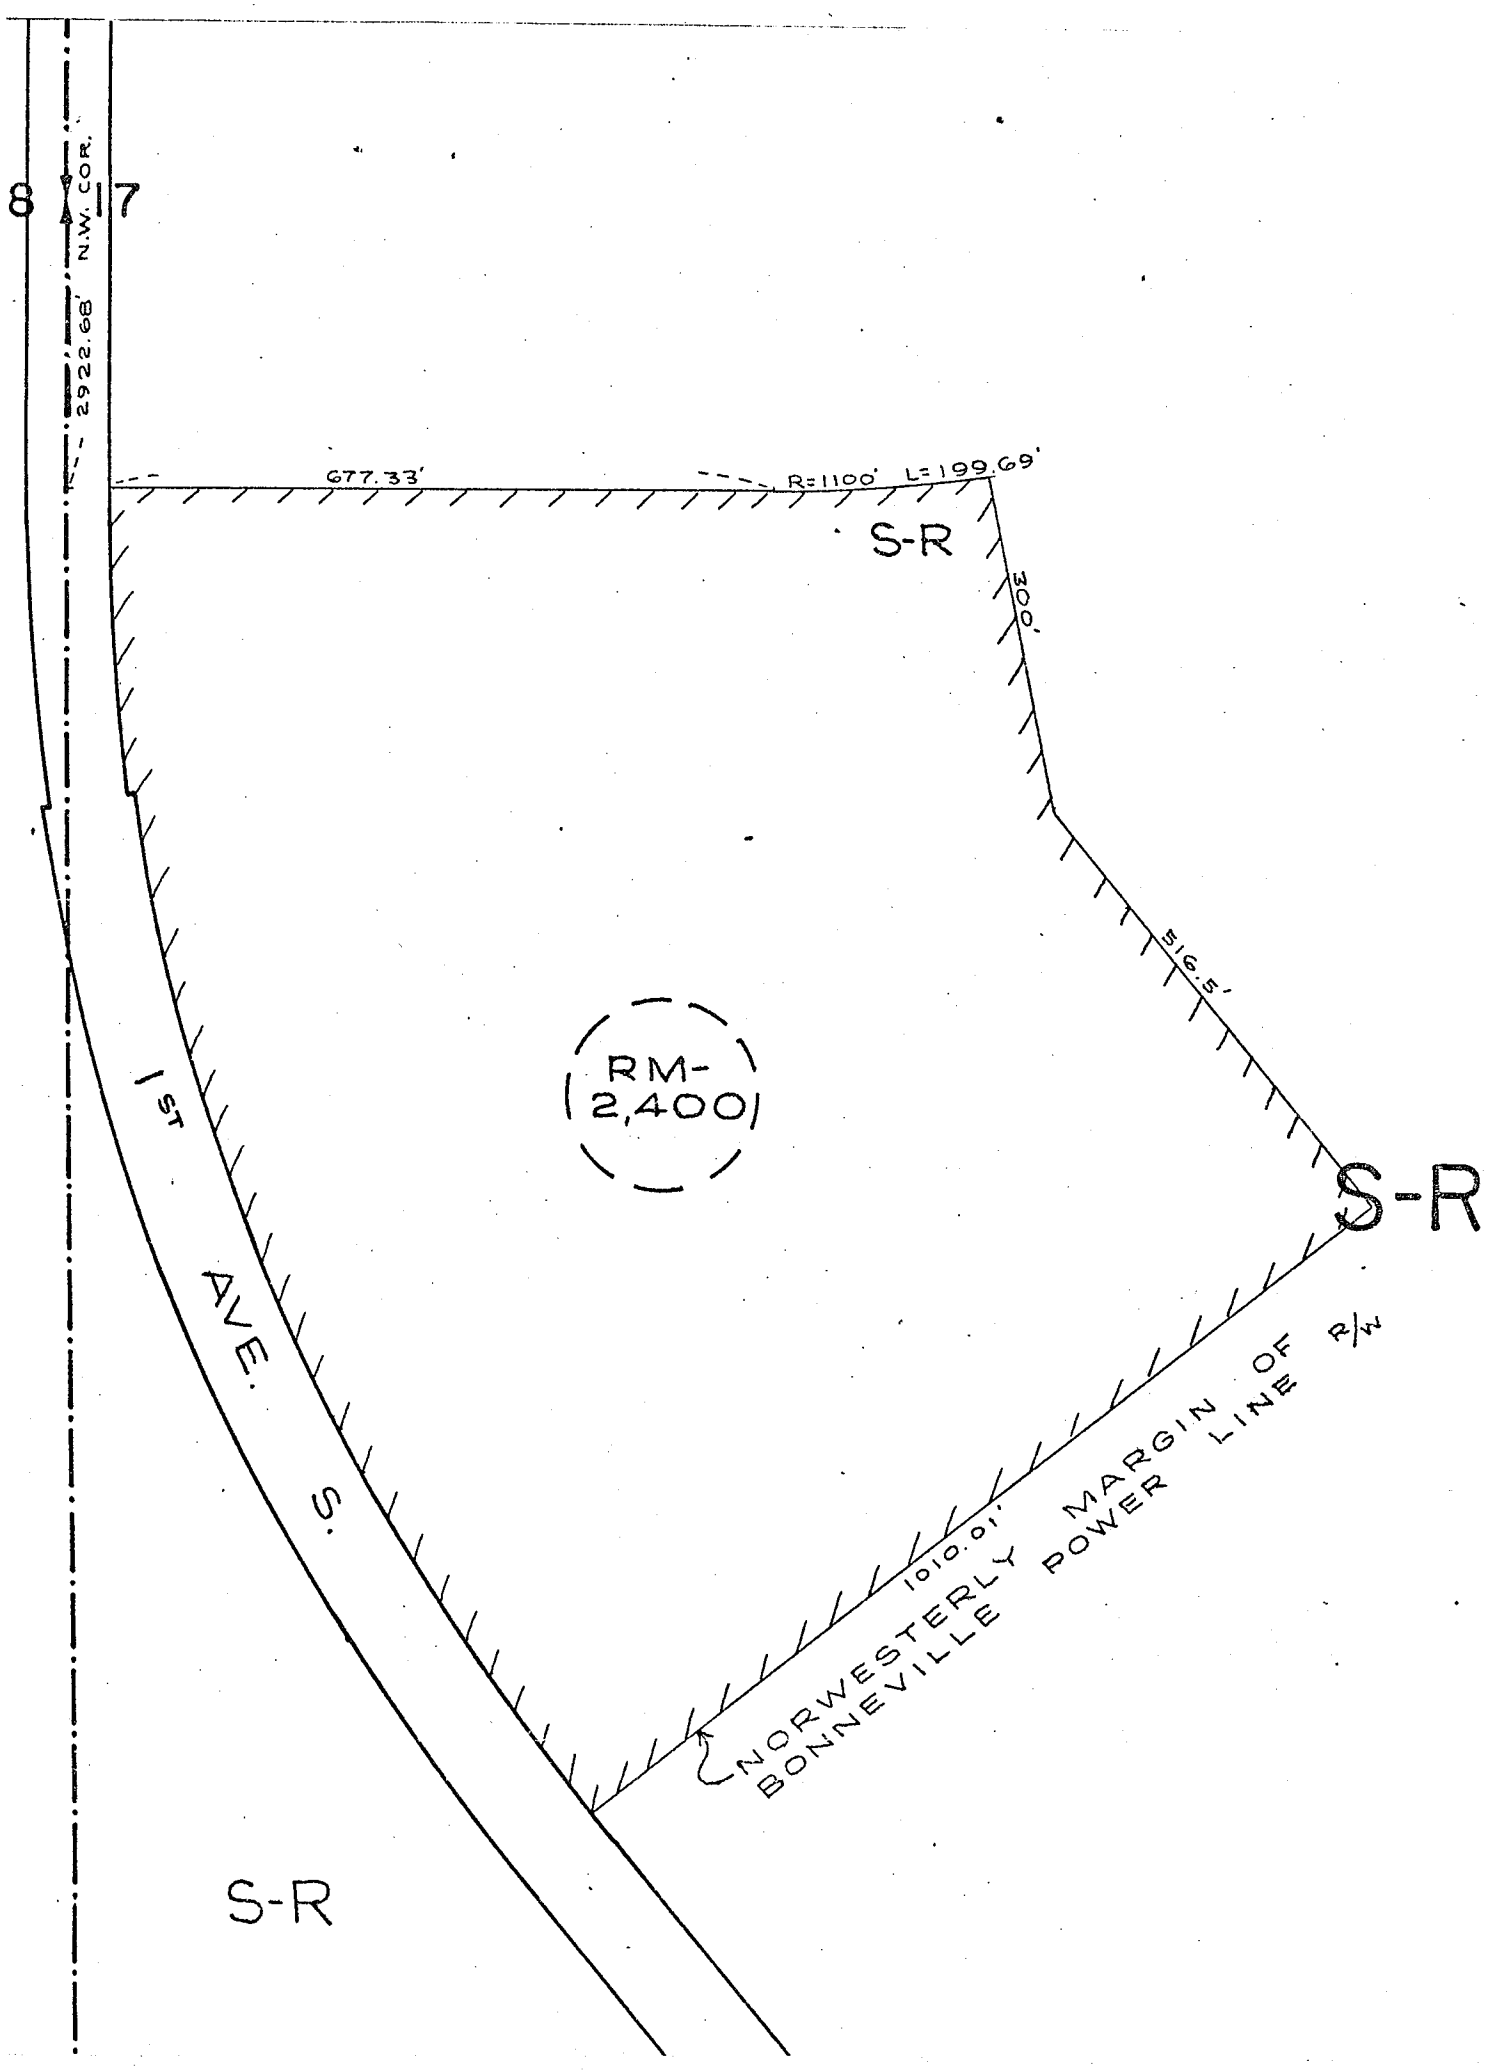 8
17
2922.68' N.W. COR.
677.33'
R=1100'
L=199.69'
S-R
300'
516.5'
RM-
2,400
S-R
1ST AVE. S.
1010.01'
NORWESTERLY MARGIN OF
BONNEVILLE POWER LINE R/W
S-R